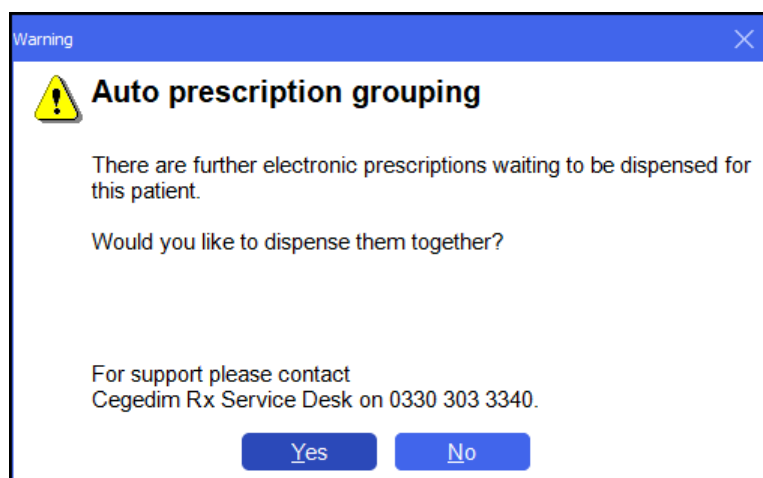 Warning
Auto prescription grouping
There are further electronic prescriptions waiting to be dispensed for
this patient.
Would you like to dispense them together?
For support please contact
Cegedim Rx Service Desk on 0330 303 3340.
Yes No